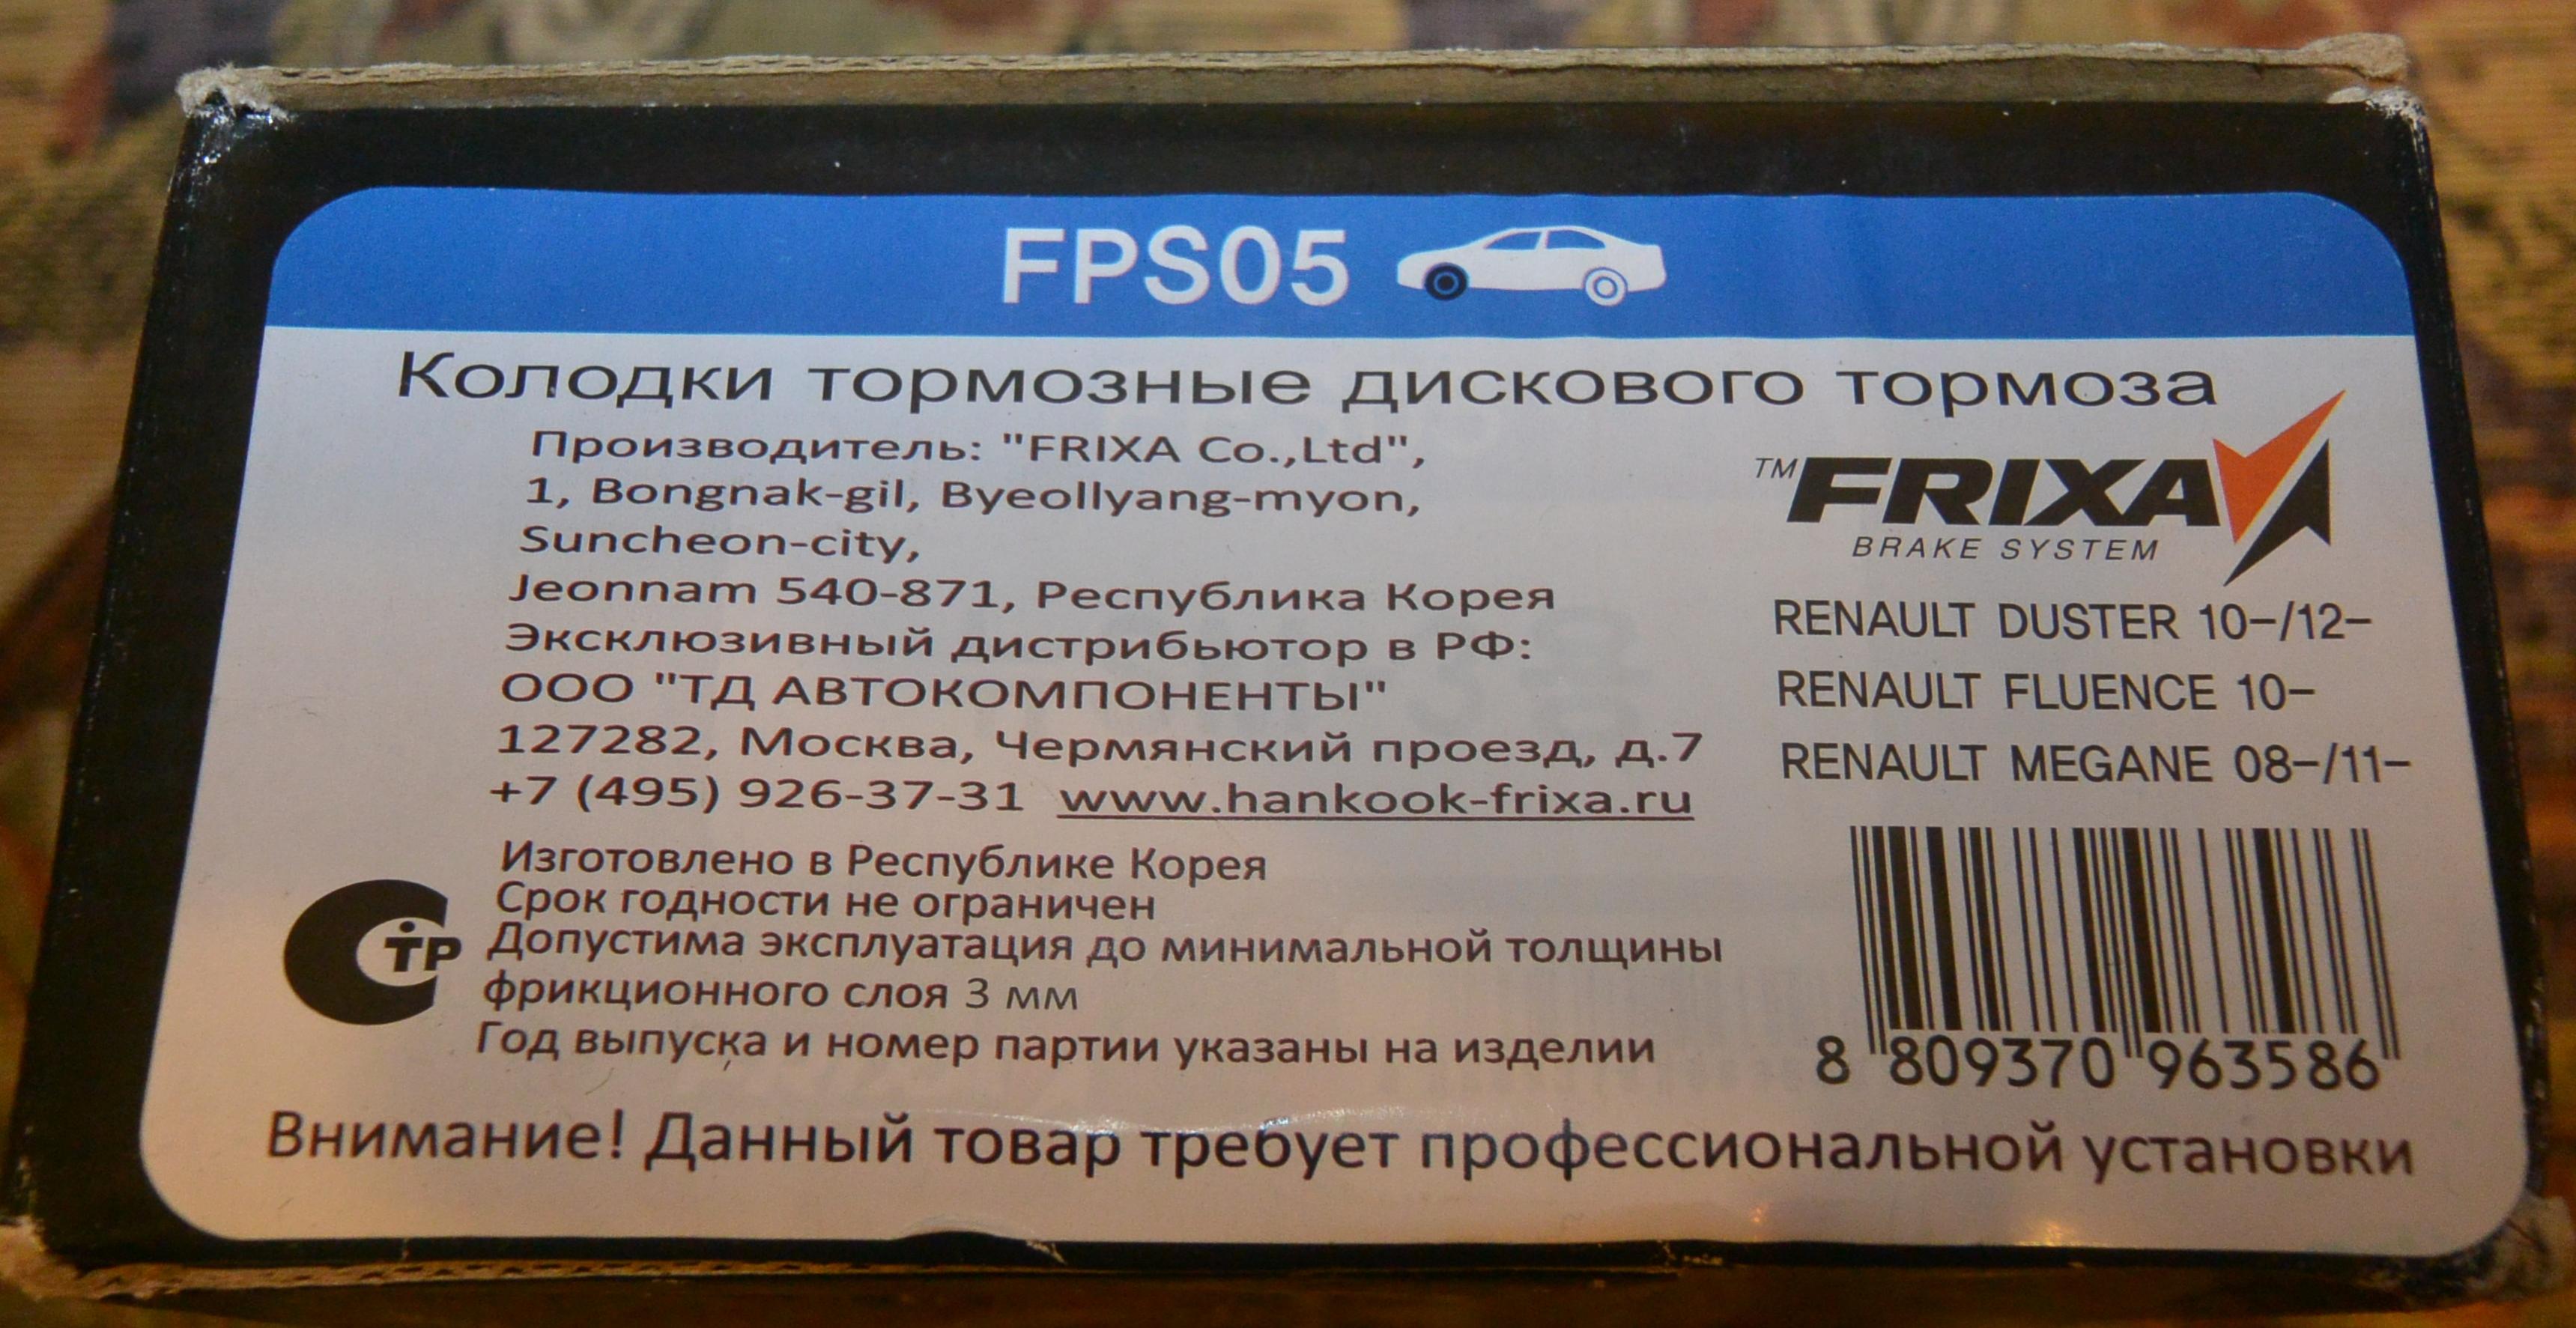 FPS05
Колодки тормозные дискового тормоза
Производитель: "FRIXA Co.,Ltd",
1, Bongnak-gil, Byeollyang-myon,
Suncheon-city,
Jeonnam 540-871, Республика Корея
Эксклюзивный дистрибьютор в РФ:
ООО "ТД АВТОКОМПОНЕНТЫ"
127282, Москва, Чермянский проезд, д.7
+7 (495) 926-37-31 www.hankook-frixa.ru
TM FRIXA
BRAKE SYSTEM
RENAULT DUSTER 10-/12-
RENAULT FLUENCE 10-
RENAULT MEGANE 08-/11-
Изготовлено в Республике Корея
Срок годности не ограничен
Допустима эксплуатация до минимальной толщины
фрикционного слоя 3 мм
Год выпуска и номер партии указаны на изделии
СТР
8 809370 963586
Внимание! Данный товар требует профессиональной установки